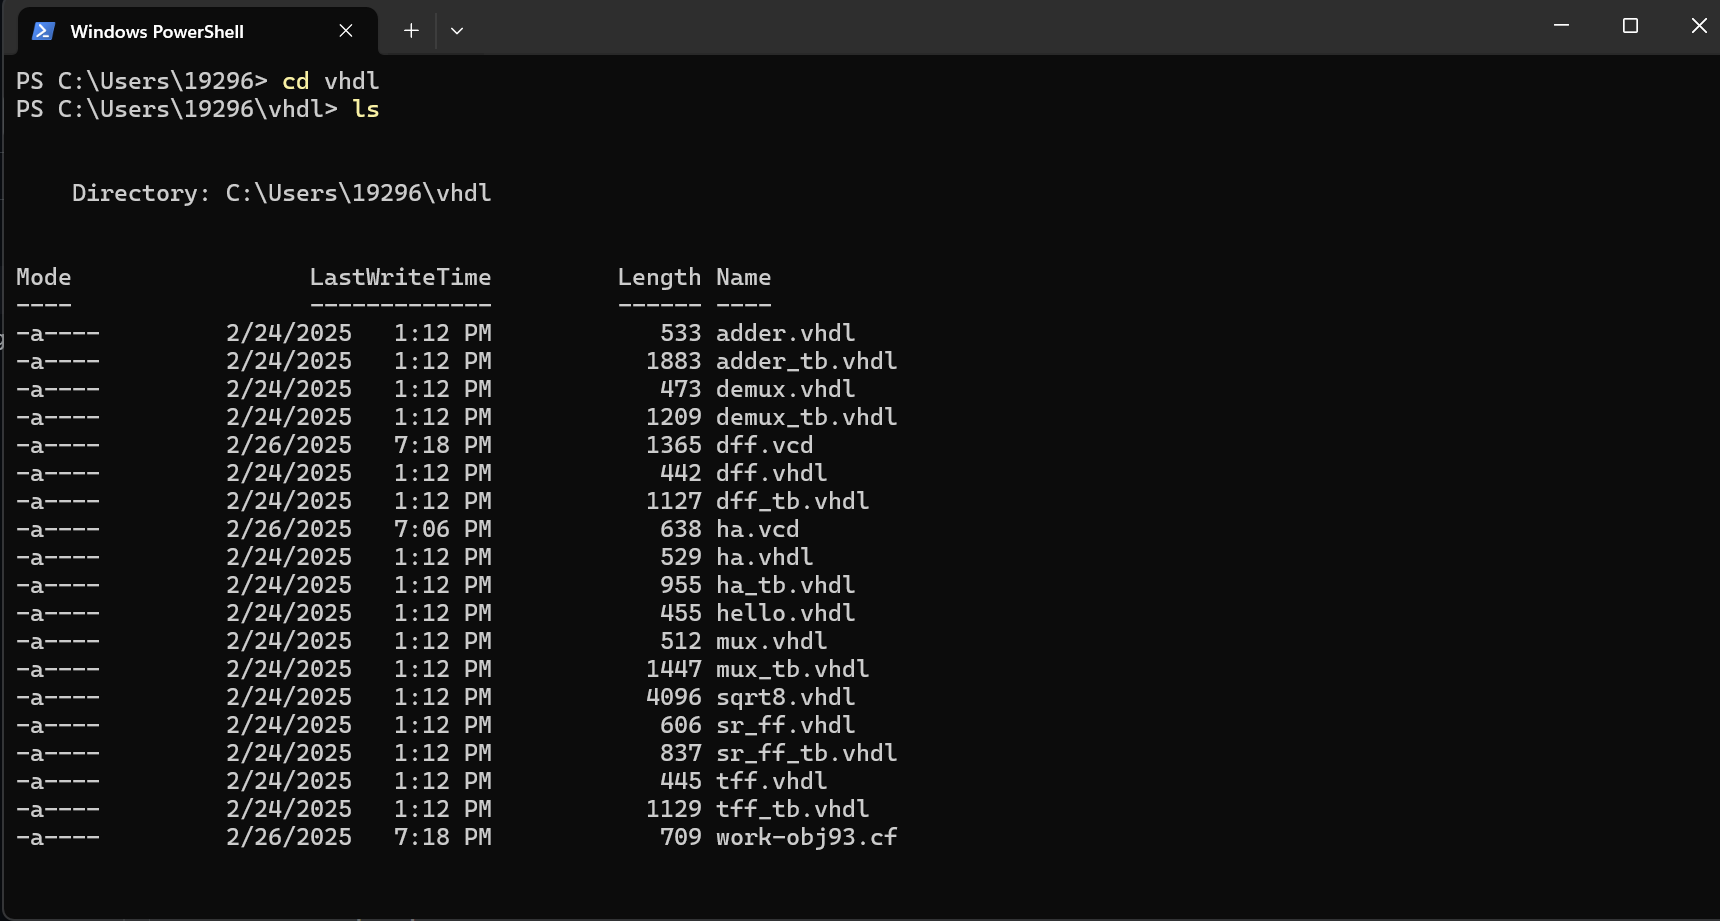 Windows PowerShell
PS C:\Users\19296> cd vhdl
PS C:\Users\19296\vhdl> ls
Directory: C:\Users\19296\vhdl
Mode LastWriteTime Length Name
---- ------------- ------ ----
-a---- 2/24/2025 1:12 PM 533 adder.vhdl
-a---- 2/24/2025 1:12 PM 1883 adder_tb.vhdl
-a---- 2/24/2025 1:12 PM 473 demux.vhdl
-a---- 2/24/2025 1:12 PM 1209 demux_tb.vhdl
-a---- 2/26/2025 7:18 PM 1365 dff.vcd
-a---- 2/24/2025 1:12 PM 442 dff.vhdl
-a---- 2/24/2025 1:12 PM 1127 dff_tb.vhdl
-a---- 2/26/2025 7:06 PM 638 ha.vcd
-a---- 2/24/2025 1:12 PM 529 ha.vhdl
-a---- 2/24/2025 1:12 PM 955 ha_tb.vhdl
-a---- 2/24/2025 1:12 PM 455 hello.vhdl
-a---- 2/24/2025 1:12 PM 512 mux.vhdl
-a---- 2/24/2025 1:12 PM 1447 mux_tb.vhdl
-a---- 2/24/2025 1:12 PM 4096 sqrt8.vhdl
-a---- 2/24/2025 1:12 PM 606 sr_ff.vhdl
-a---- 2/24/2025 1:12 PM 837 sr_ff_tb.vhdl
-a---- 2/24/2025 1:12 PM 445 tff.vhdl
-a---- 2/24/2025 1:12 PM 1129 tff_tb.vhdl
-a---- 2/26/2025 7:18 PM 709 work-obj93.cf